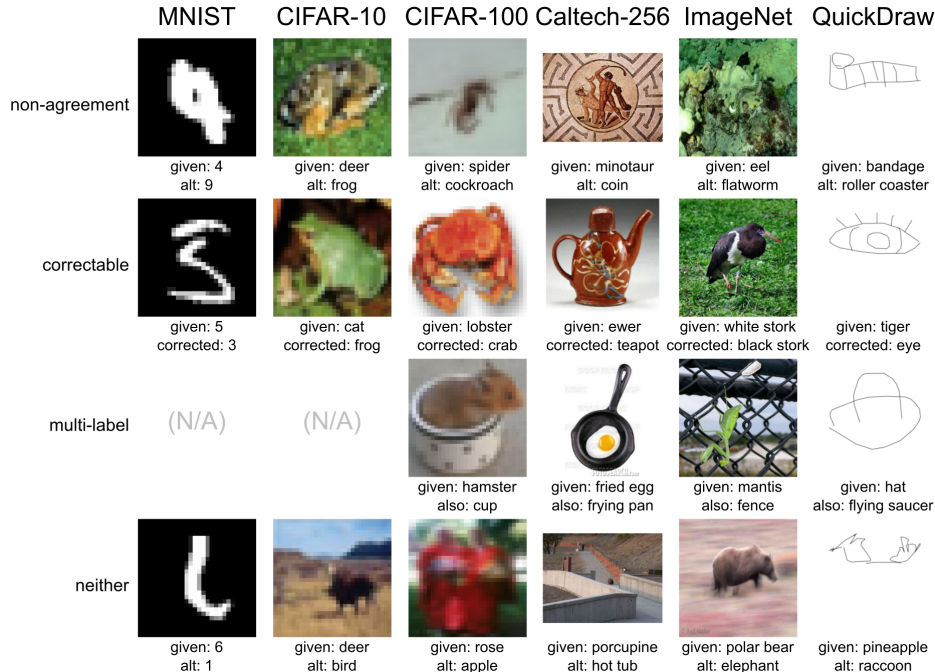 MNIST CIFAR-10 CIFAR-100 Caltech-256 ImageNet QuickDraw
non-agreement
given: 4 given: deer given: spider given: minotaur given: eel given: bandage
alt: 9 alt: frog alt: cockroach alt: coin alt: flatworm alt: roller coaster
correctable
given: 5 given: cat given: lobster given: ewer given: white stork given: tiger
corrected: 3 corrected: frog corrected: crab corrected: teapot corrected: black stork corrected: eye
multi-label
(N/A) (N/A)
given: hamster given: fried egg given: mantis given: hat
also: cup also: frying pan also: fence also: flying saucer
neither
given: 6 given: deer given: rose given: porcupine given: polar bear given: pineapple
alt: 1 alt: bird alt: apple alt: hot tub alt: elephant alt: raccoon